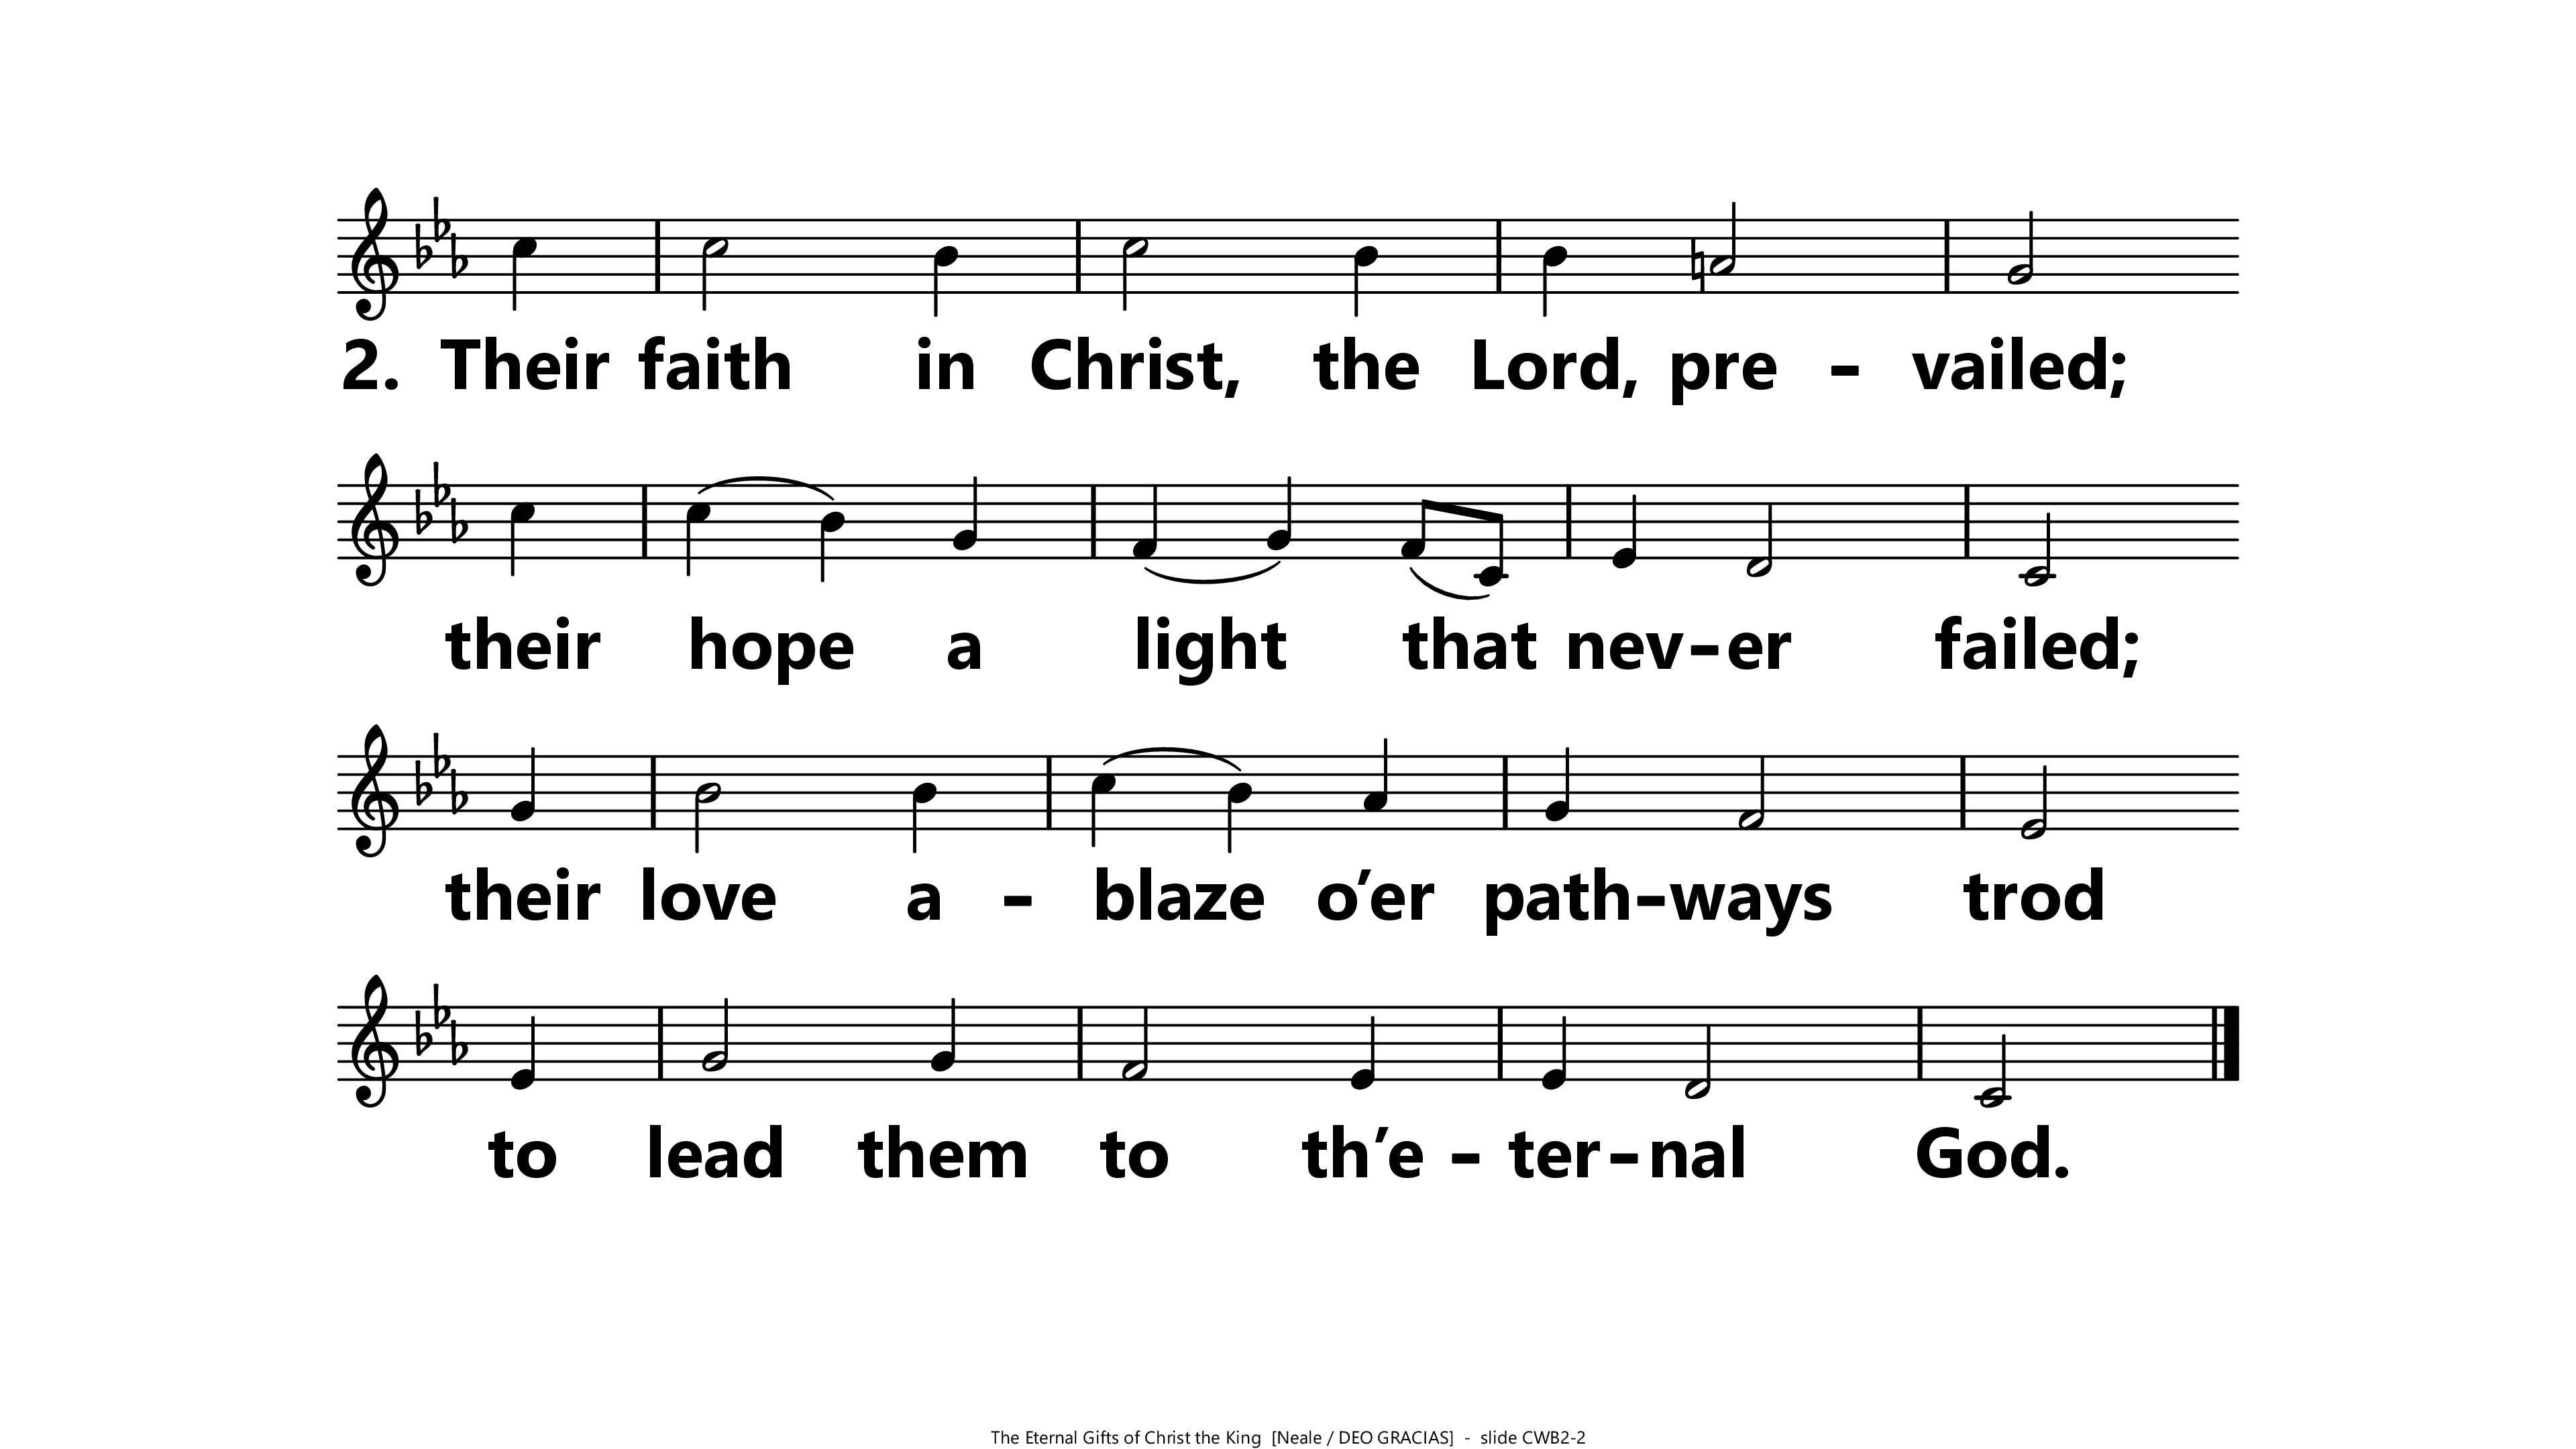 2. Their faith in Christ, the Lord, pre - vailed;
their hope a light that nev-er failed;
their love a - blaze o’er path-ways trod
to lead them to th’e - ter-nal God.
The Eternal Gifts of Christ the King [Neale / DEO GRACIAS] - slide CWB2-2